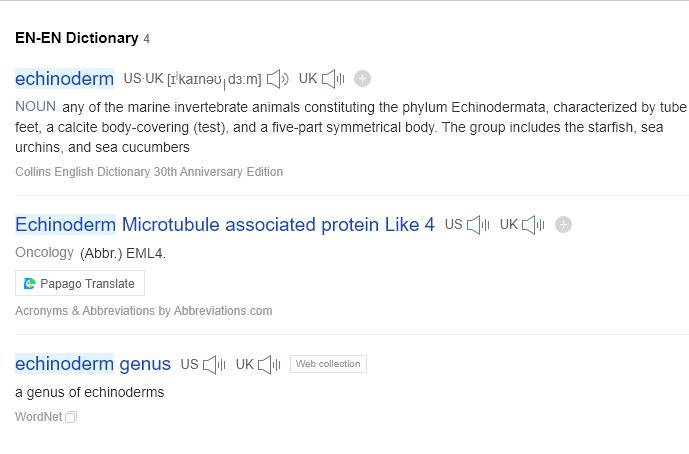 EN-EN Dictionary 4
echinoderm US·UK [ɪˈkaɪnəʊˌdɜːm] UK
NOUN any of the marine invertebrate animals constituting the phylum Echinodermata, characterized by tube
feet, a calcite body-covering (test), and a five-part symmetrical body. The group includes the starfish, sea
urchins, and sea cucumbers
Collins English Dictionary 30th Anniversary Edition
Echinoderm Microtubule associated protein Like 4 US UK
Oncology (Abbr.) EML4.
Papago Translate
Acronyms & Abbreviations by Abbreviations.com
echinoderm genus US UK Web collection
a genus of echinoderms
WordNet